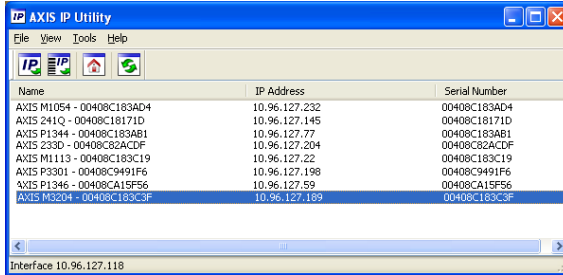 IP AXIS IP Utility
File View Tools Help
IP IP
Name IP Address Serial Number
AXIS M1054 - 00408C183AD4 10.96.127.232 00408C183AD4
AXIS 241Q - 00408C18171D 10.96.127.145 00408C18171D
AXIS P1344 - 00408C183AB1 10.96.127.77 00408C183AB1
AXIS 233D - 00408C82ACDF 10.96.127.204 00408C82ACDF
AXIS M1113 - 00408C183C19 10.96.127.22 00408C183C19
AXIS P3301 - 00408C9491F6 10.96.127.198 00408C9491F6
AXIS P1346 - 00408CA15F56 10.96.127.59 00408CA15F56
AXIS M3204 - 00408C183C3F 10.96.127.189 00408C183C3F
Interface 10.96.127.118